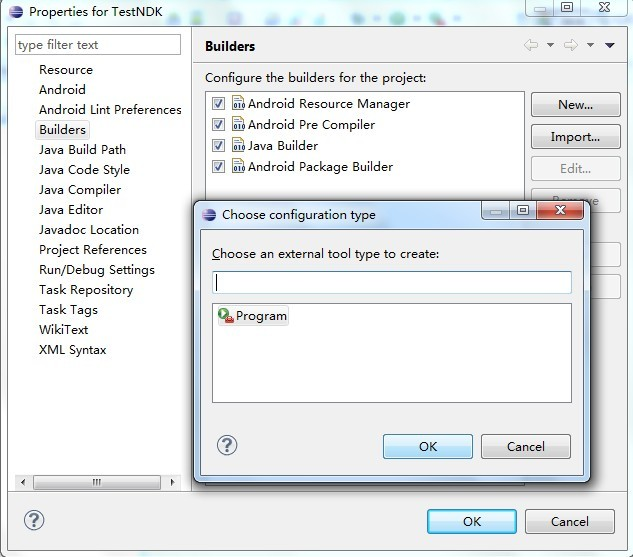 Properties for TestNDK
type filter text
Resource
Android
Android Lint Preferences
Builders
Java Build Path
Java Code Style
Java Compiler
Java Editor
Javadoc Location
Project References
Run/Debug Settings
Task Repository
Task Tags
WikiText
XML Syntax
Builders
Configure the builders for the project:
Android Resource Manager
Android Pre Compiler
Java Builder
Android Package Builder
New...
Import...
Edit...
Choose configuration type
Choose an external tool type to create:
Program
OK
Cancel
OK
Cancel